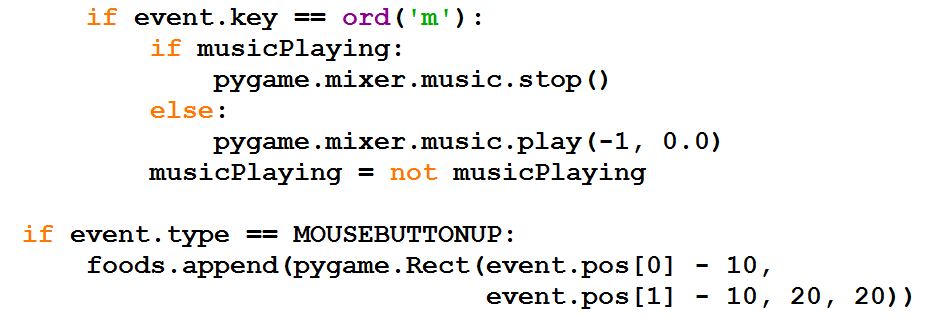 if event.key == ord('m'):
if musicPlaying:
pygame.mixer.music.stop()
else:
pygame.mixer.music.play(-1, 0.0)
musicPlaying = not musicPlaying
if event.type == MOUSEBUTTONUP:
foods.append(pygame.Rect(event.pos[0] - 10,
event.pos[1] - 10, 20, 20))